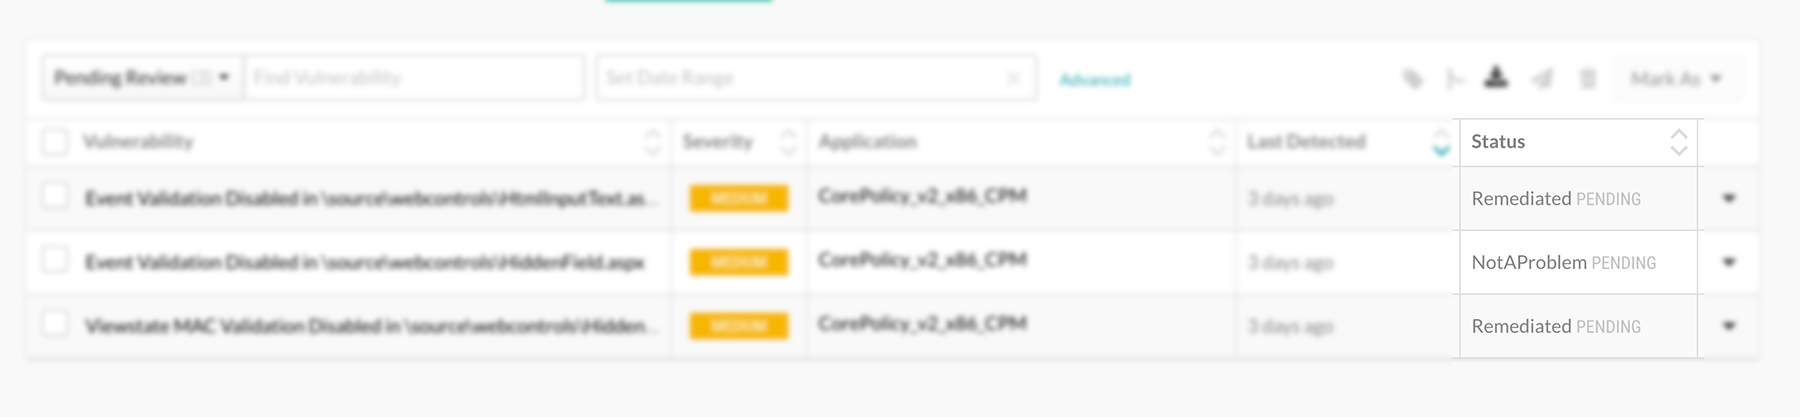 Pending Review (3) Find Vulnerability Set Date Range Advanced Mark As
Vulnerability Severity Application Last Detected Status
Event Validation Disabled in \source\webcontrols\HtmlInputText.as... MEDIUM CorePolicy_v2_x86_CPM 3 days ago Remediated PENDING
Event Validation Disabled in \source\webcontrols\HiddenField.aspx MEDIUM CorePolicy_v2_x86_CPM 3 days ago NotAProblem PENDING
Viewstate MAC Validation Disabled in \source\webcontrols\Hidden... MEDIUM CorePolicy_v2_x86_CPM 3 days ago Remediated PENDING